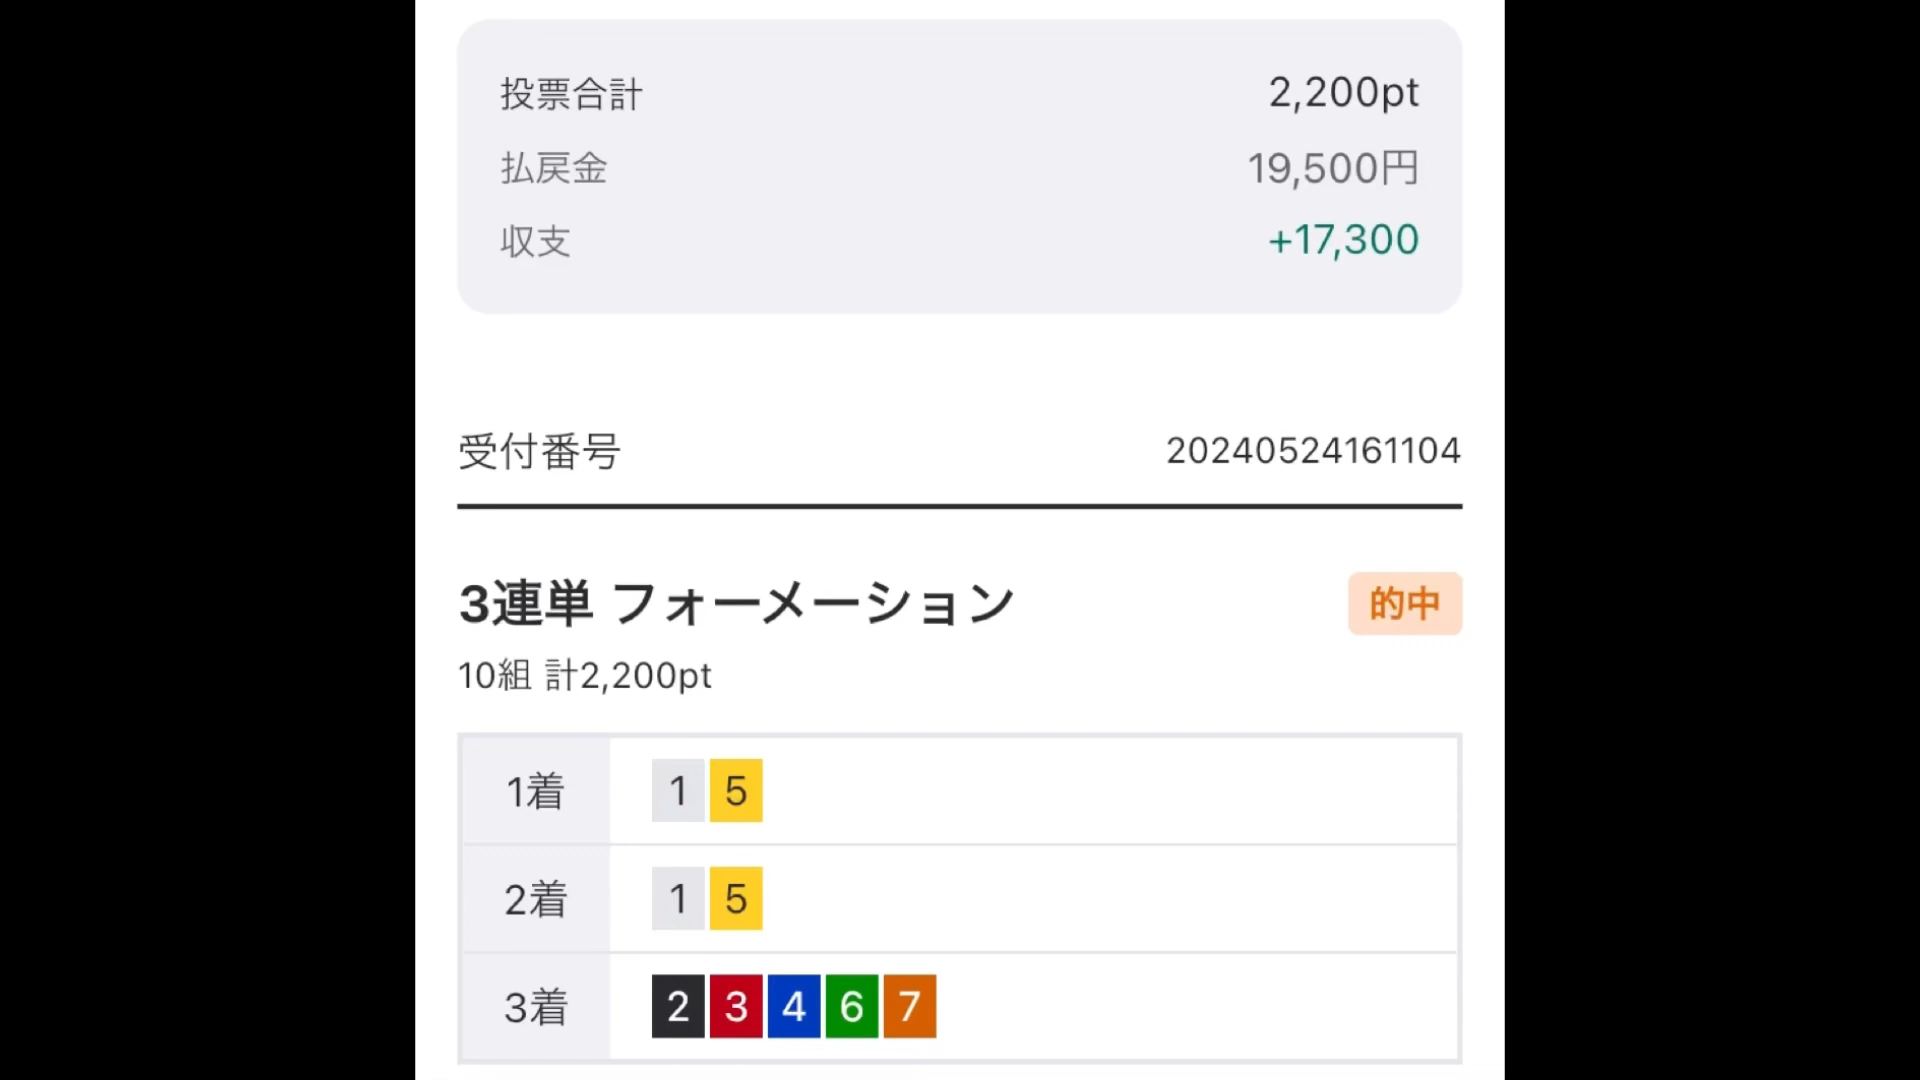 投票合計 2,200pt
払戻金 19,500円
収支 +17,300
受付番号 20240524161104
3連単 フォーメーション 的中
10組 計2,200pt
1着 1 5
2着 1 5
3着 2 3 4 6 7